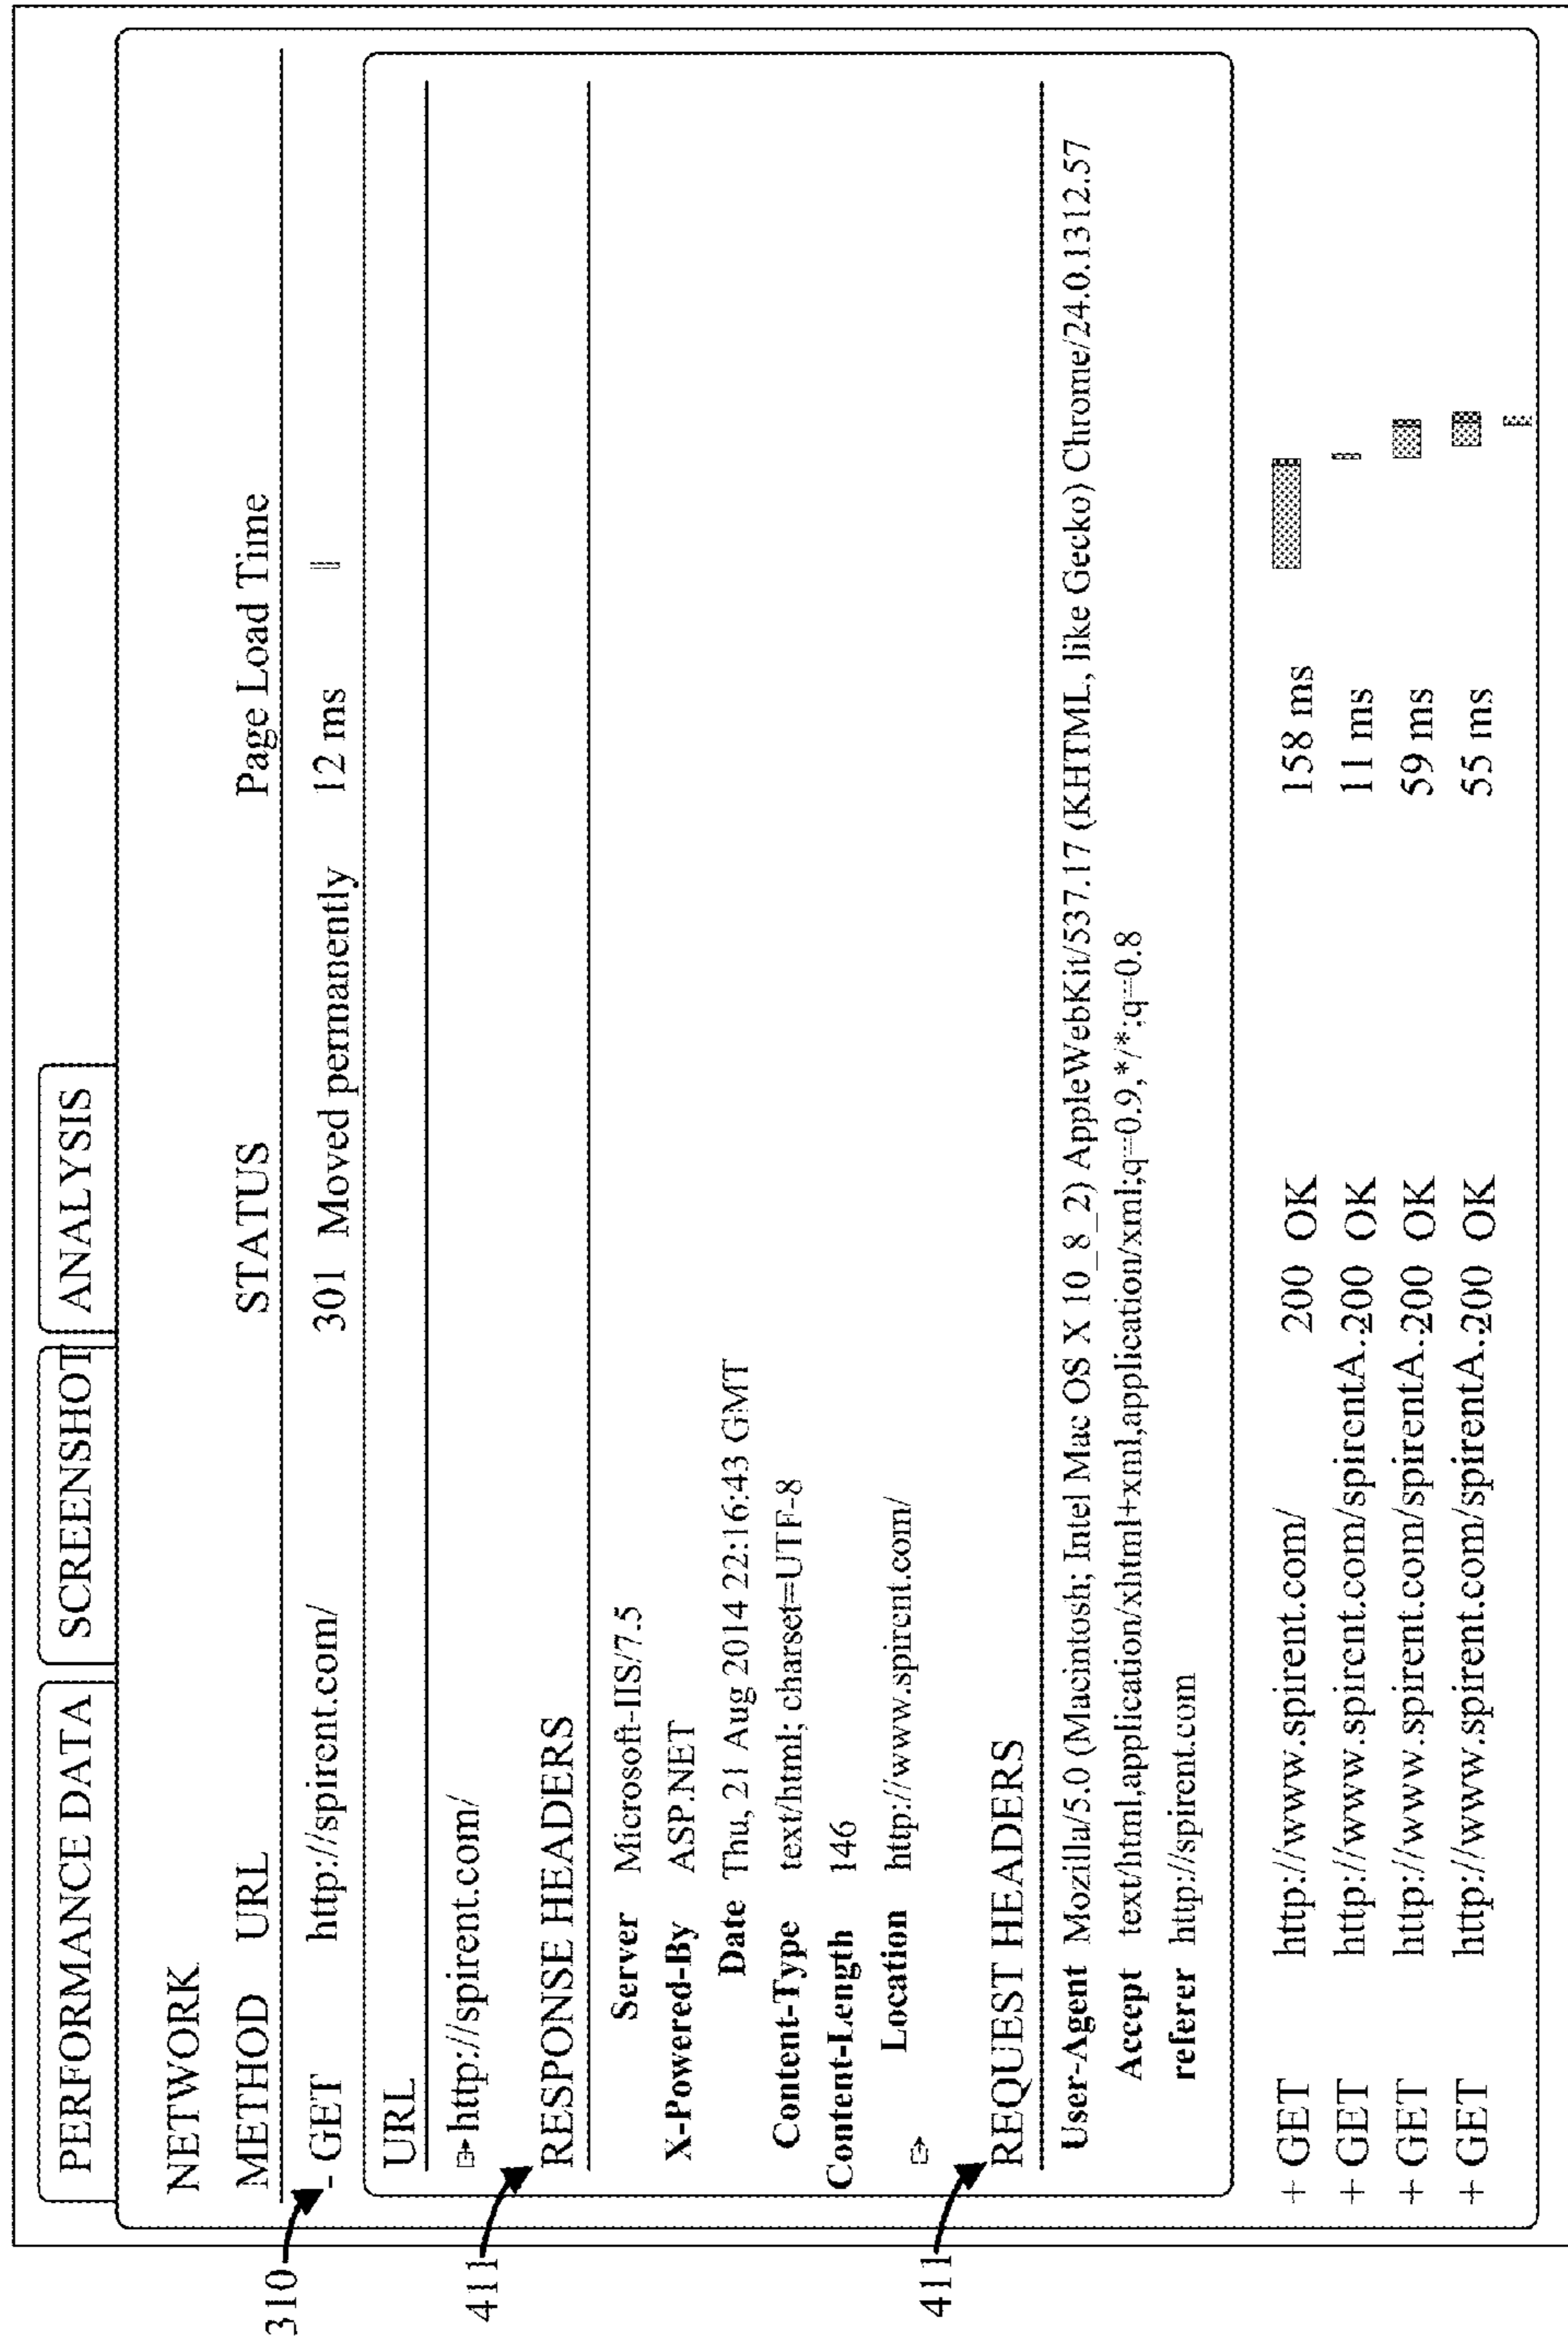 PERFORMANCE DATA SCREENSHOT ANALYSIS
NETWORK
METHOD URL STATUS Page Load Time
310
- GET http://spirent.com/ 301 Moved permanently 12 ms
URL
http://spirent.com/
411
RESPONSE HEADERS
Server Microsoft-IIS/7.5
X-Powered-By ASP.NET
Date Thu, 21 Aug 2014 22:16:43 GMT
Content-Type text/html; charset=UTF-8
Content-Length 146
Location http://www.spirent.com/
411
REQUEST HEADERS
User-Agent Mozilla/5.0 (Macintosh; Intel Mac OS X 10_8_2) AppleWebKit/537.17 (KHTML, like Gecko) Chrome/24.0.1312.57
Accept text/html,application/xhtml+xml,application/xml;q=0.9,*/*;q=0.8
referer http://spirent.com
+ GET http://www.spirent.com/ 200 OK 158 ms
+ GET http://www.spirent.com/spirentA..200 OK 11 ms
+ GET http://www.spirent.com/spirentA..200 OK 59 ms
+ GET http://www.spirent.com/spirentA..200 OK 55 ms